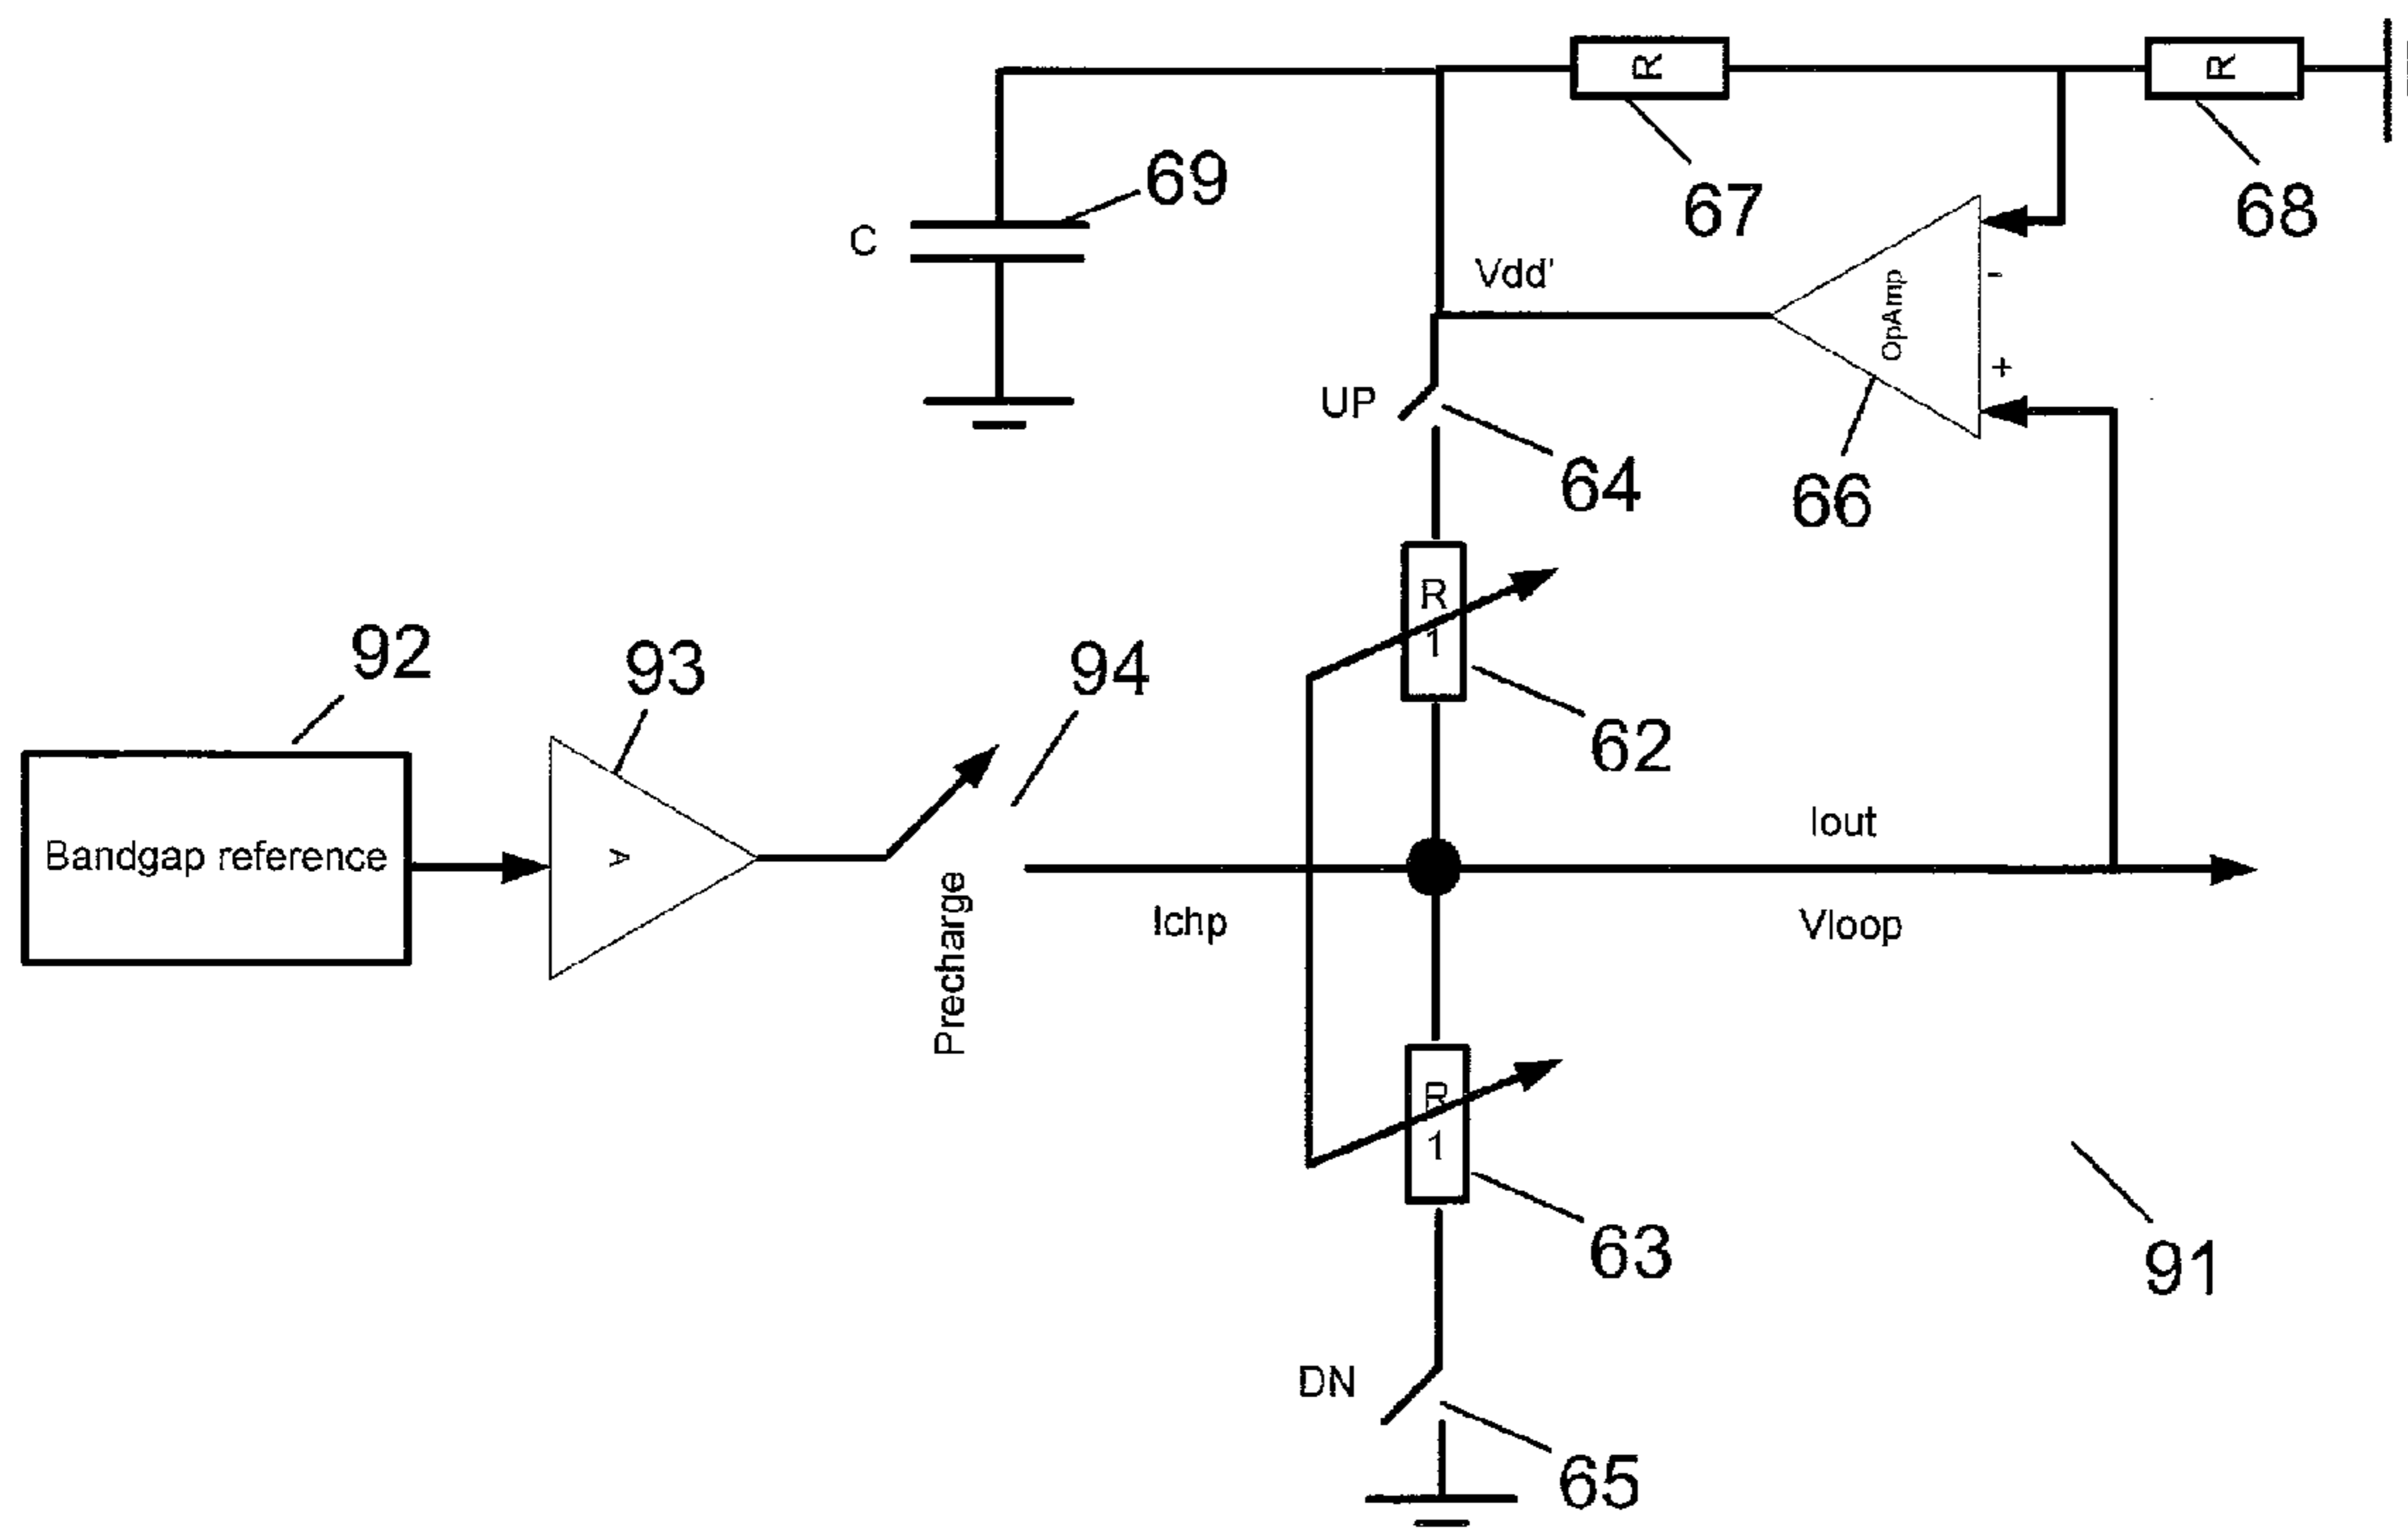 R
R
69
C
67
68
Vdd'
-
OpAmp
+
UP
64
66
R
1
92
93
94
62
Iout
Bandgap reference
A
Ichp
Vloop
Precharge
R
1
63
91
DN
65